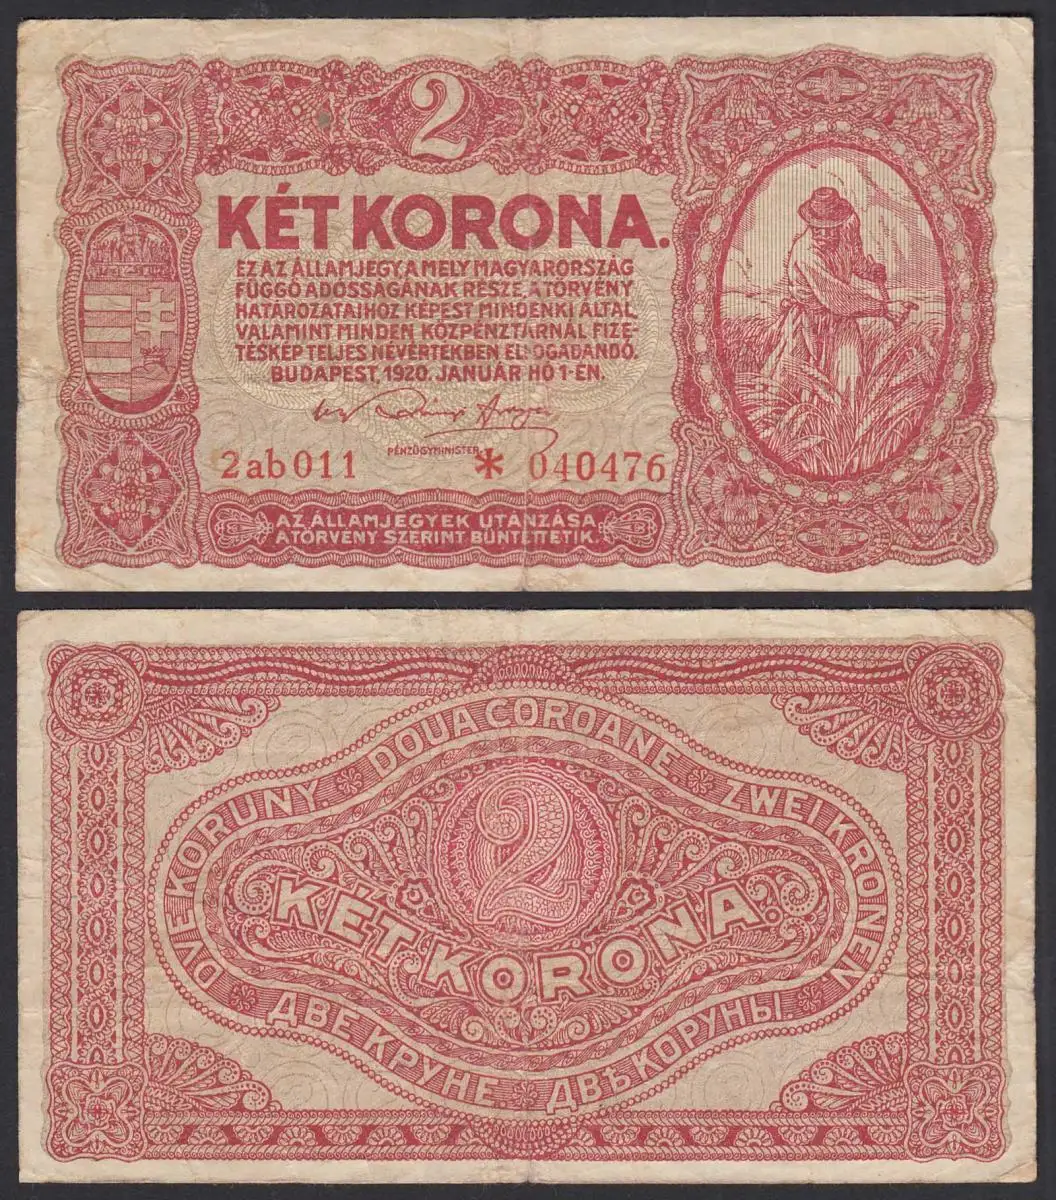 2
KÉT KORONA.
EZ AZ ÁLLAMJEGY AMELY MAGYARORSZÁG
FÜGGŐ ADÓSSÁGÁNAK RÉSZE, A TÖRVÉNY
HATÁROZATAIHOZ KÉPEST MINDENKI ÁLTAL,
VALAMINT MINDEN KÖZPÉNZTÁRNÁL FIZE-
TÉSKÉP TELJES NÉVÉRTÉKBEN ELFOGADANDÓ.
BUDAPEST, 1920. JANUÁR HÓ 1-ÉN.
PÉNZÜGYMINISTER
2ab011 * 040476
AZ ÁLLAMJEGYEK UTÁNZÁSA
A TÖRVÉNY SZERINT BÜNTETTETIK.
DVE KORUNY. DOUA COROANE. ZWEI KRONEN
2
KÉT KORONA.
ДВЕ КРУНЕ ДВѢ КОРУНЫ.